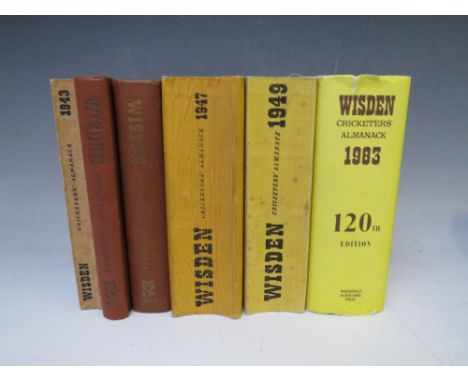 1943
CRICKETERS' ALMANACK
WISDEN
WISDEN
WISDEN
1947
CRICKETERS' ALMANACK
WISDEN
1949
CRICKETERS' ALMANACK
WISDEN
WISDEN
CRICKETERS'
ALMANACK
1983
120TH
EDITION